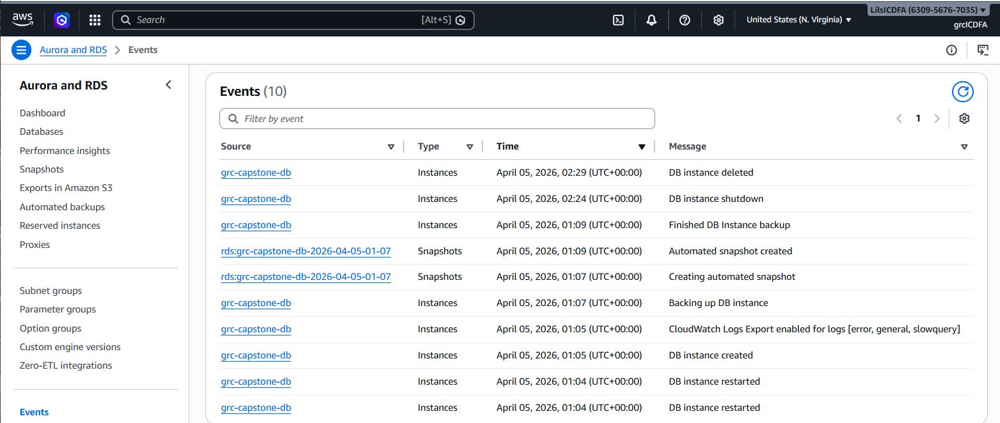 aws
Search [Alt+S]
United States (N. Virginia)
LilsICDFA (6309-5676-7035)
grcICDFA
Aurora and RDS Events
Aurora and RDS
Dashboard
Databases
Performance insights
Snapshots
Exports in Amazon S3
Automated backups
Reserved instances
Proxies
Subnet groups
Parameter groups
Option groups
Custom engine versions
Zero-ETL integrations
Events
Events (10)
Filter by event
1
Source Type Time Message
grc-capstone-db Instances April 05, 2026, 02:29 (UTC+00:00) DB instance deleted
grc-capstone-db Instances April 05, 2026, 02:24 (UTC+00:00) DB instance shutdown
grc-capstone-db Instances April 05, 2026, 01:09 (UTC+00:00) Finished DB Instance backup
rds:grc-capstone-db-2026-04-05-01-07 Snapshots April 05, 2026, 01:09 (UTC+00:00) Automated snapshot created
rds:grc-capstone-db-2026-04-05-01-07 Snapshots April 05, 2026, 01:07 (UTC+00:00) Creating automated snapshot
grc-capstone-db Instances April 05, 2026, 01:07 (UTC+00:00) Backing up DB instance
grc-capstone-db Instances April 05, 2026, 01:05 (UTC+00:00) CloudWatch Logs Export enabled for logs [error, general, slowquery]
grc-capstone-db Instances April 05, 2026, 01:05 (UTC+00:00) DB instance created
grc-capstone-db Instances April 05, 2026, 01:04 (UTC+00:00) DB instance restarted
grc-capstone-db Instances April 05, 2026, 01:04 (UTC+00:00) DB instance restarted